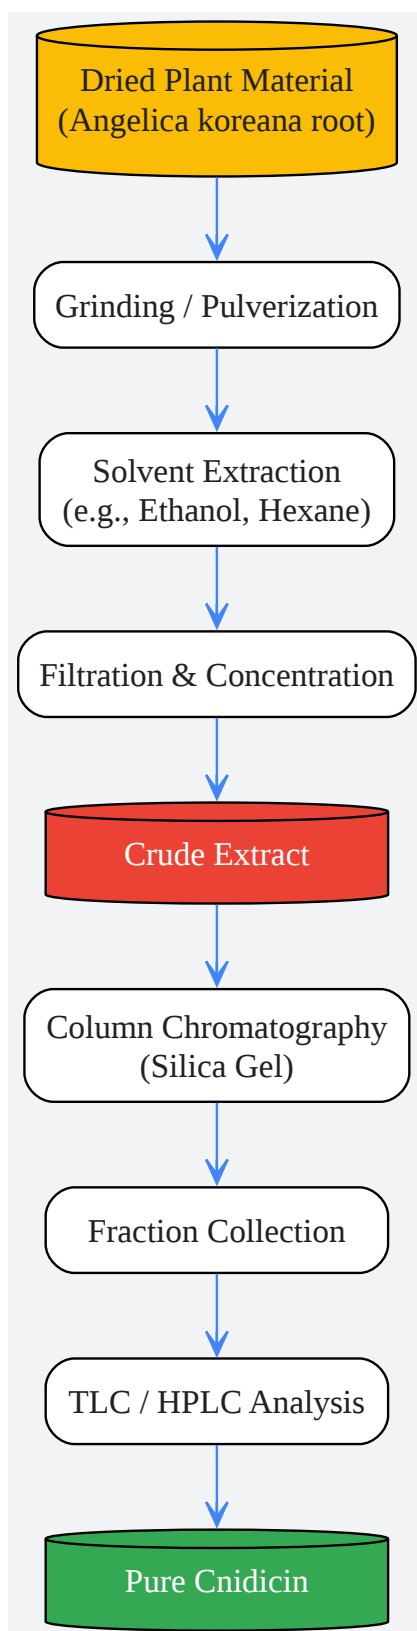 Dried Plant Material
(Angelica koreana root)
Grinding / Pulverization
Solvent Extraction
(e.g., Ethanol, Hexane)
Filtration & Concentration
Crude Extract
Column Chromatography
(Silica Gel)
Fraction Collection
TLC / HPLC Analysis
Pure Cnidicin